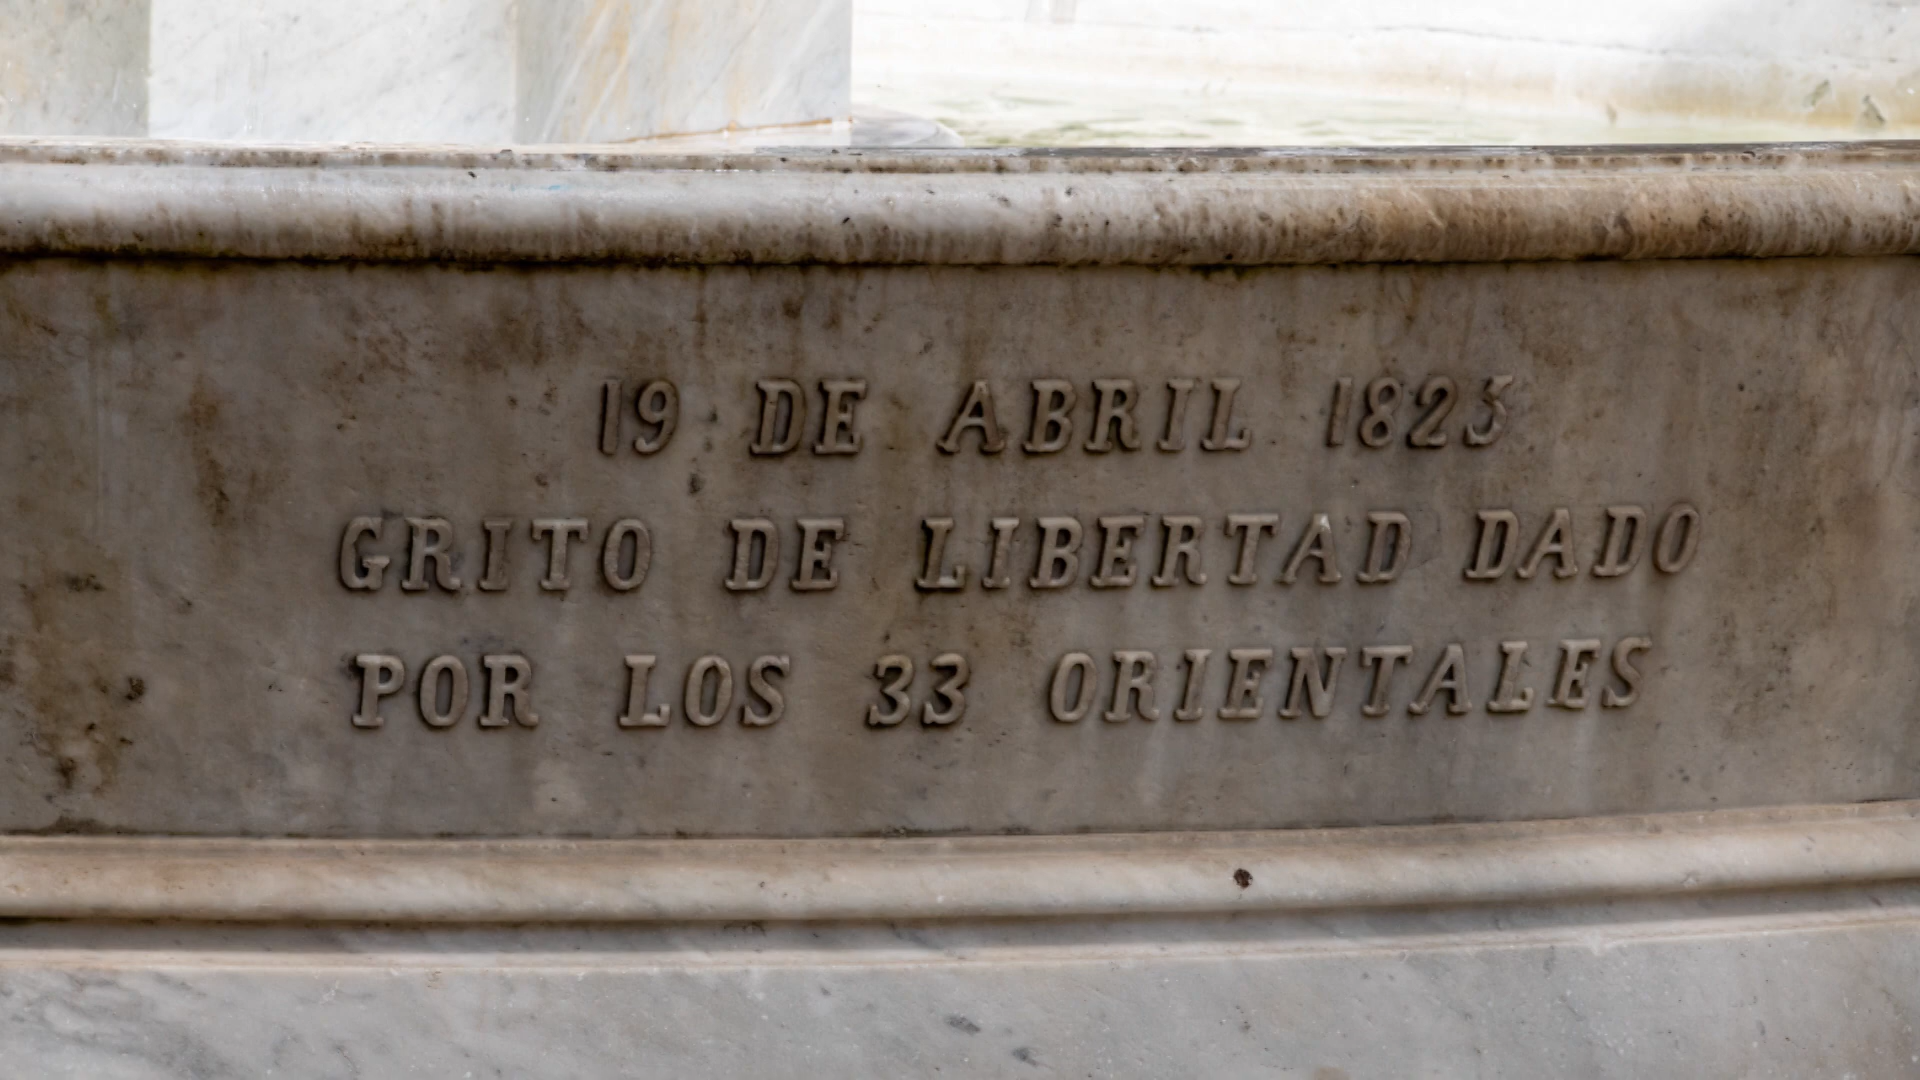 19 DE ABRIL 1825
GRITO DE LIBERTAD DADO
POR LOS 33 ORIENTALES